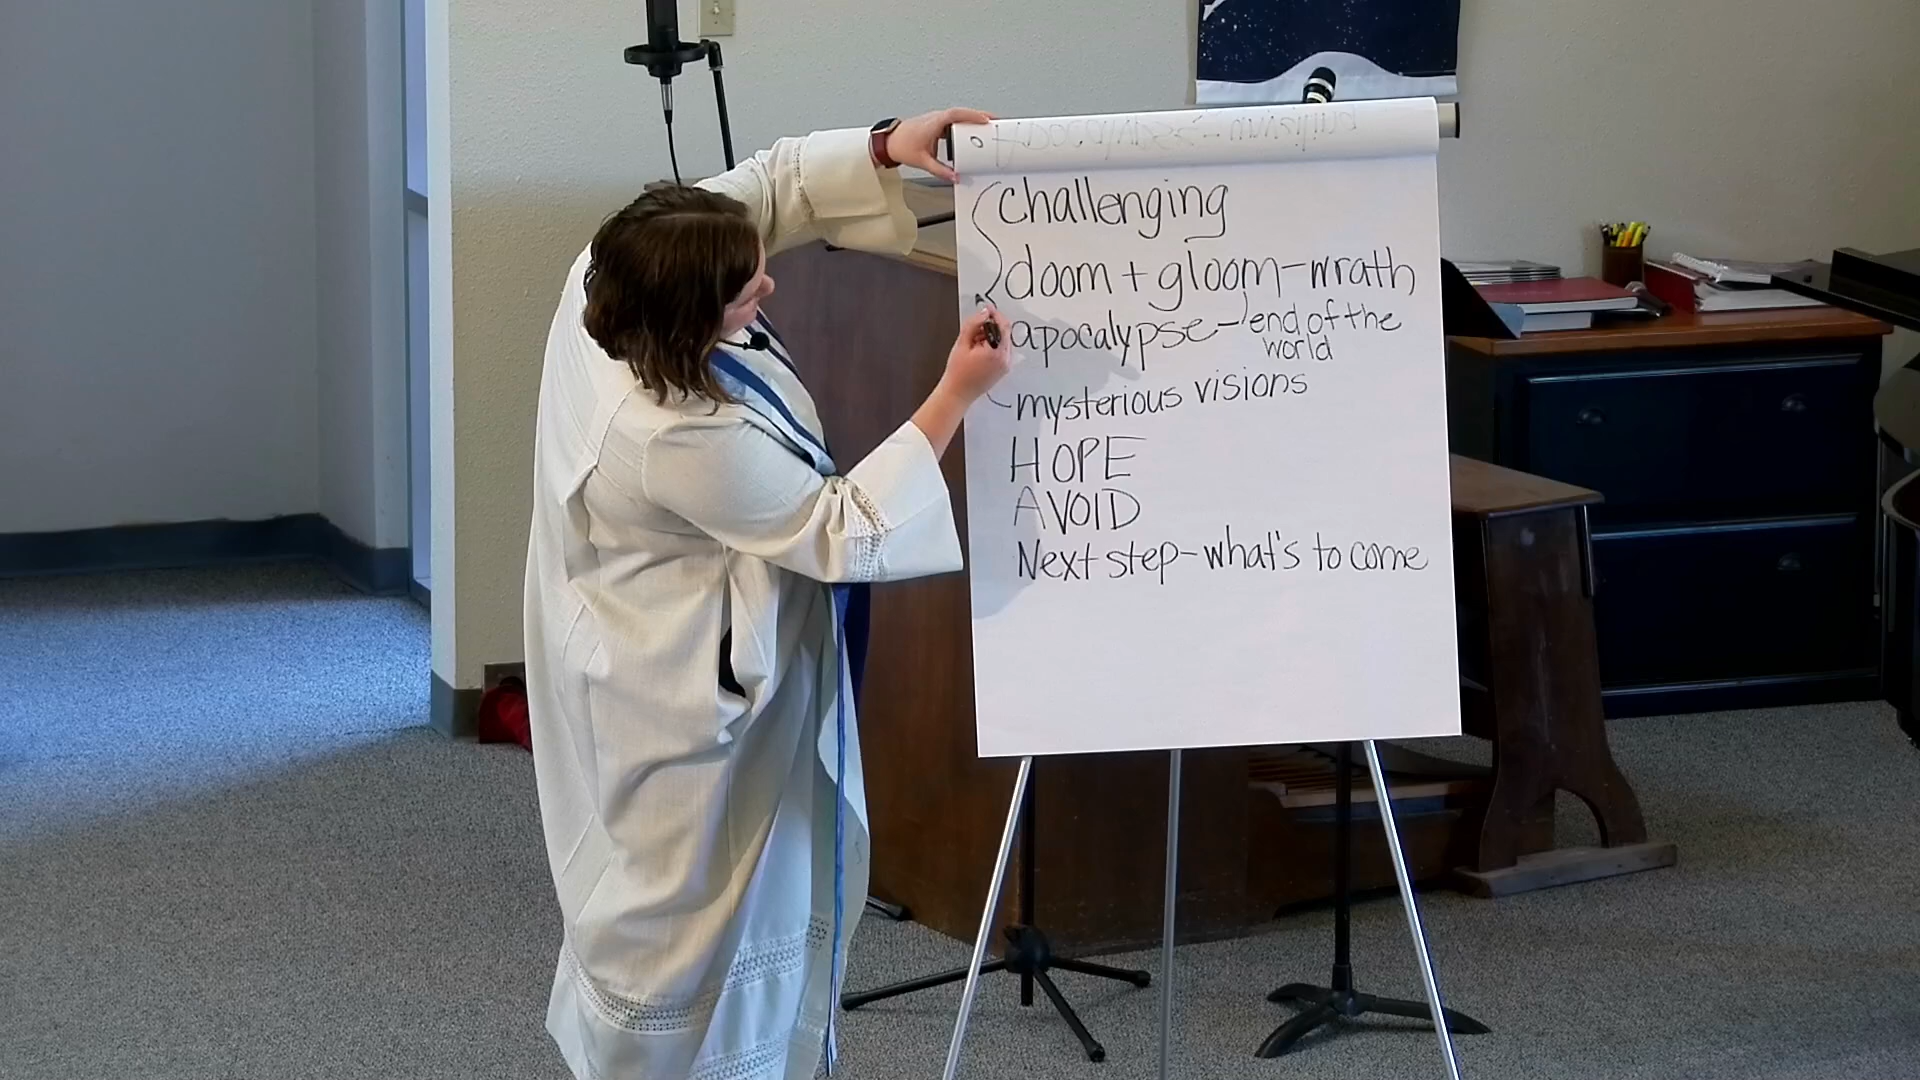 challenging
doom + gloom-wrath
apocalypse - end of the
world
mysterious visions
HOPE
AVOID
Next step - what's to come